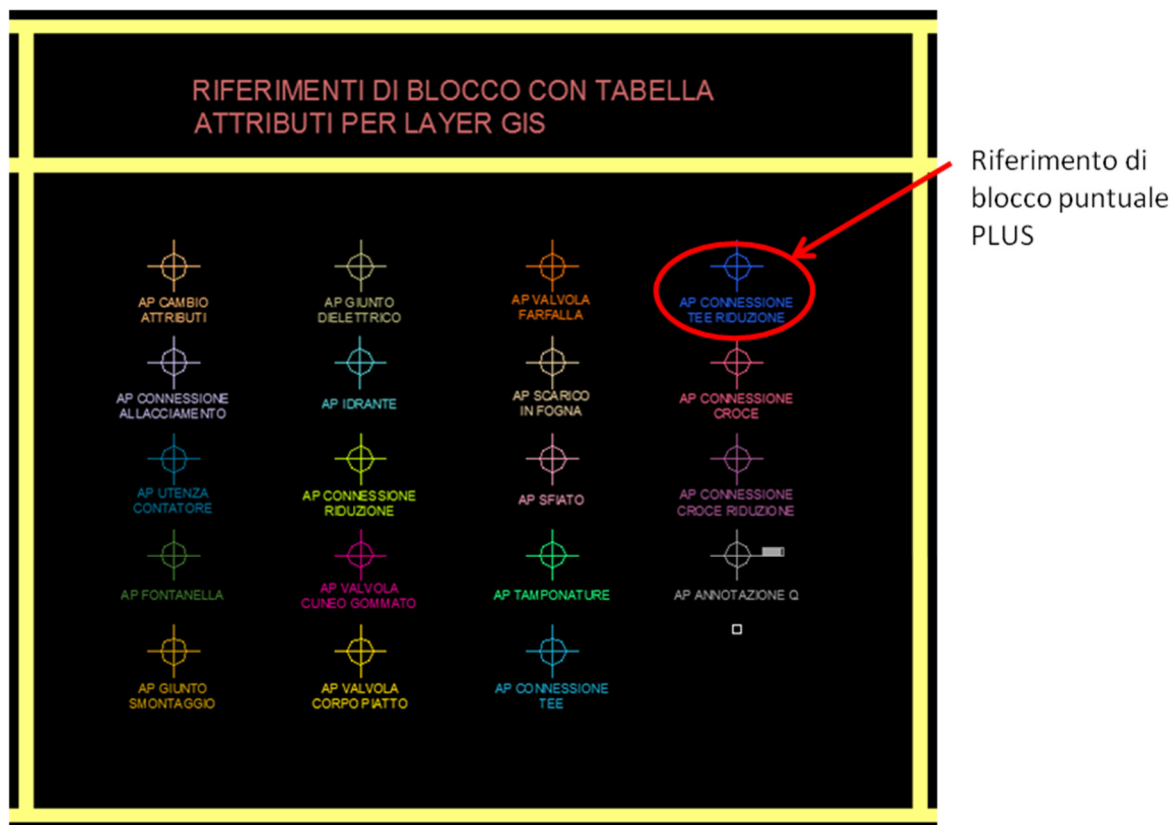 RIFERIMENTI DI BLOCCO CON TABELLA
ATTRIBUTI PER LAYER GIS
Riferimento di
blocco puntuale
PLUS
AP CAMBIO
ATTRIBUTI
AP GIUNTO
DIELETTRICO
AP VALVOLA
FARFALLA
AP CONNESSIONE
TEE RIDUZIONE
AP CONNESSIONE
ALLACCIAMENTO
AP IDRANTE
AP SCARICO
IN FOGNA
AP CONNESSIONE
CROCE
AP UTENZA
CONTATORE
AP CONNESSIONE
RIDUZIONE
AP SFIATO
AP CONNESSIONE
CROCE RIDUZIONE
AP FONTANELLA
AP VALVOLA
CUNEO GOMMATO
AP TAMPONATURE
AP ANNOTAZIONE Q
AP GIUNTO
SMONTAGGIO
AP VALVOLA
CORPO PIATTO
AP CONNESSIONE
TEE